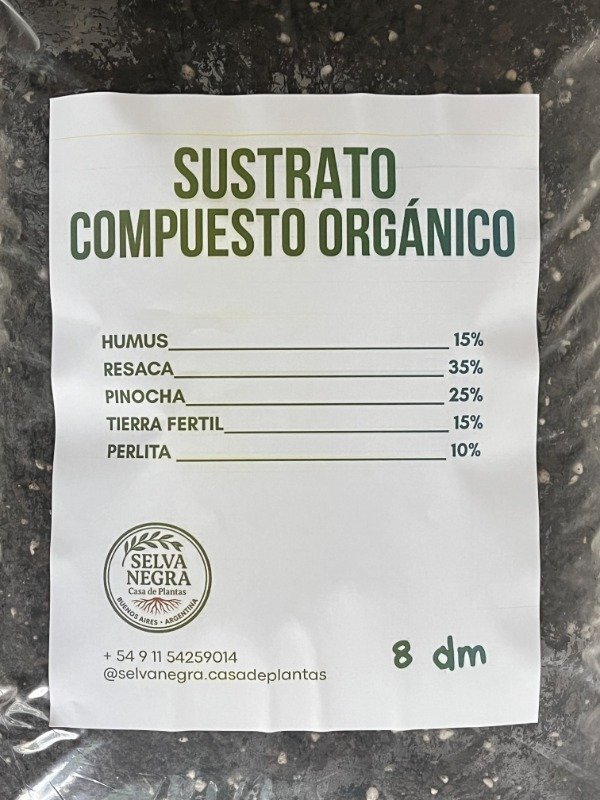 SUSTRATO
COMPUESTO ORGÁNICO
HUMUS 15%
RESACA 35%
PINOCHA 25%
TIERRA FERTIL 15%
PERLITA 10%
SELVA
NEGRA
Casa de Plantas
BUENOS AIRES • ARGENTINA
+ 54 9 11 54259014
@selvanegra.casadeplantas
8 dm